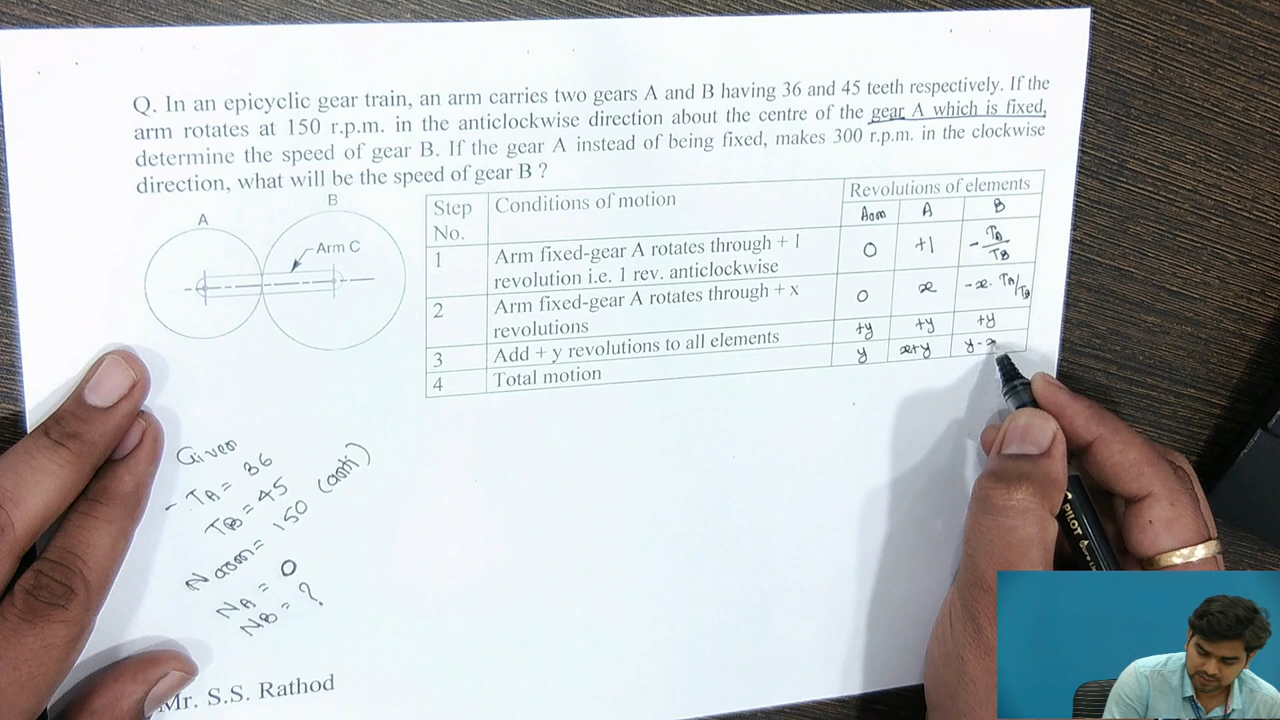 Q. In an epicyclic gear train, an arm carries two gears A and B having 36 and 45 teeth respectively. If the
arm rotates at 150 r.p.m. in the anticlockwise direction about the centre of the gear A which is fixed,
determine the speed of gear B. If the gear A instead of being fixed, makes 300 r.p.m. in the clockwise
direction, what will be the speed of gear B ?
A
B
Arm C
Step No.
Conditions of motion
Revolutions of elements
Arm
A
B
1
Arm fixed-gear A rotates through + 1
revolution i.e. 1 rev. anticlockwise
0
+1
- TA/TB
2
Arm fixed-gear A rotates through + x
revolutions
0
x
-x. TA/TB
3
Add + y revolutions to all elements
+y
+y
+y
4
Total motion
y
x+y
y-x
Given
- TA = 36
TB = 45
Narm = 150 (anti)
NA = 0
NB = ?
Mr. S.S. Rathod
PILOT